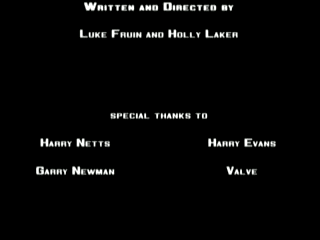 Written and Directed by
Luke Fruin and Holly Laker
special thanks to
Harry Netts
Harry Evans
Garry Newman
Valve